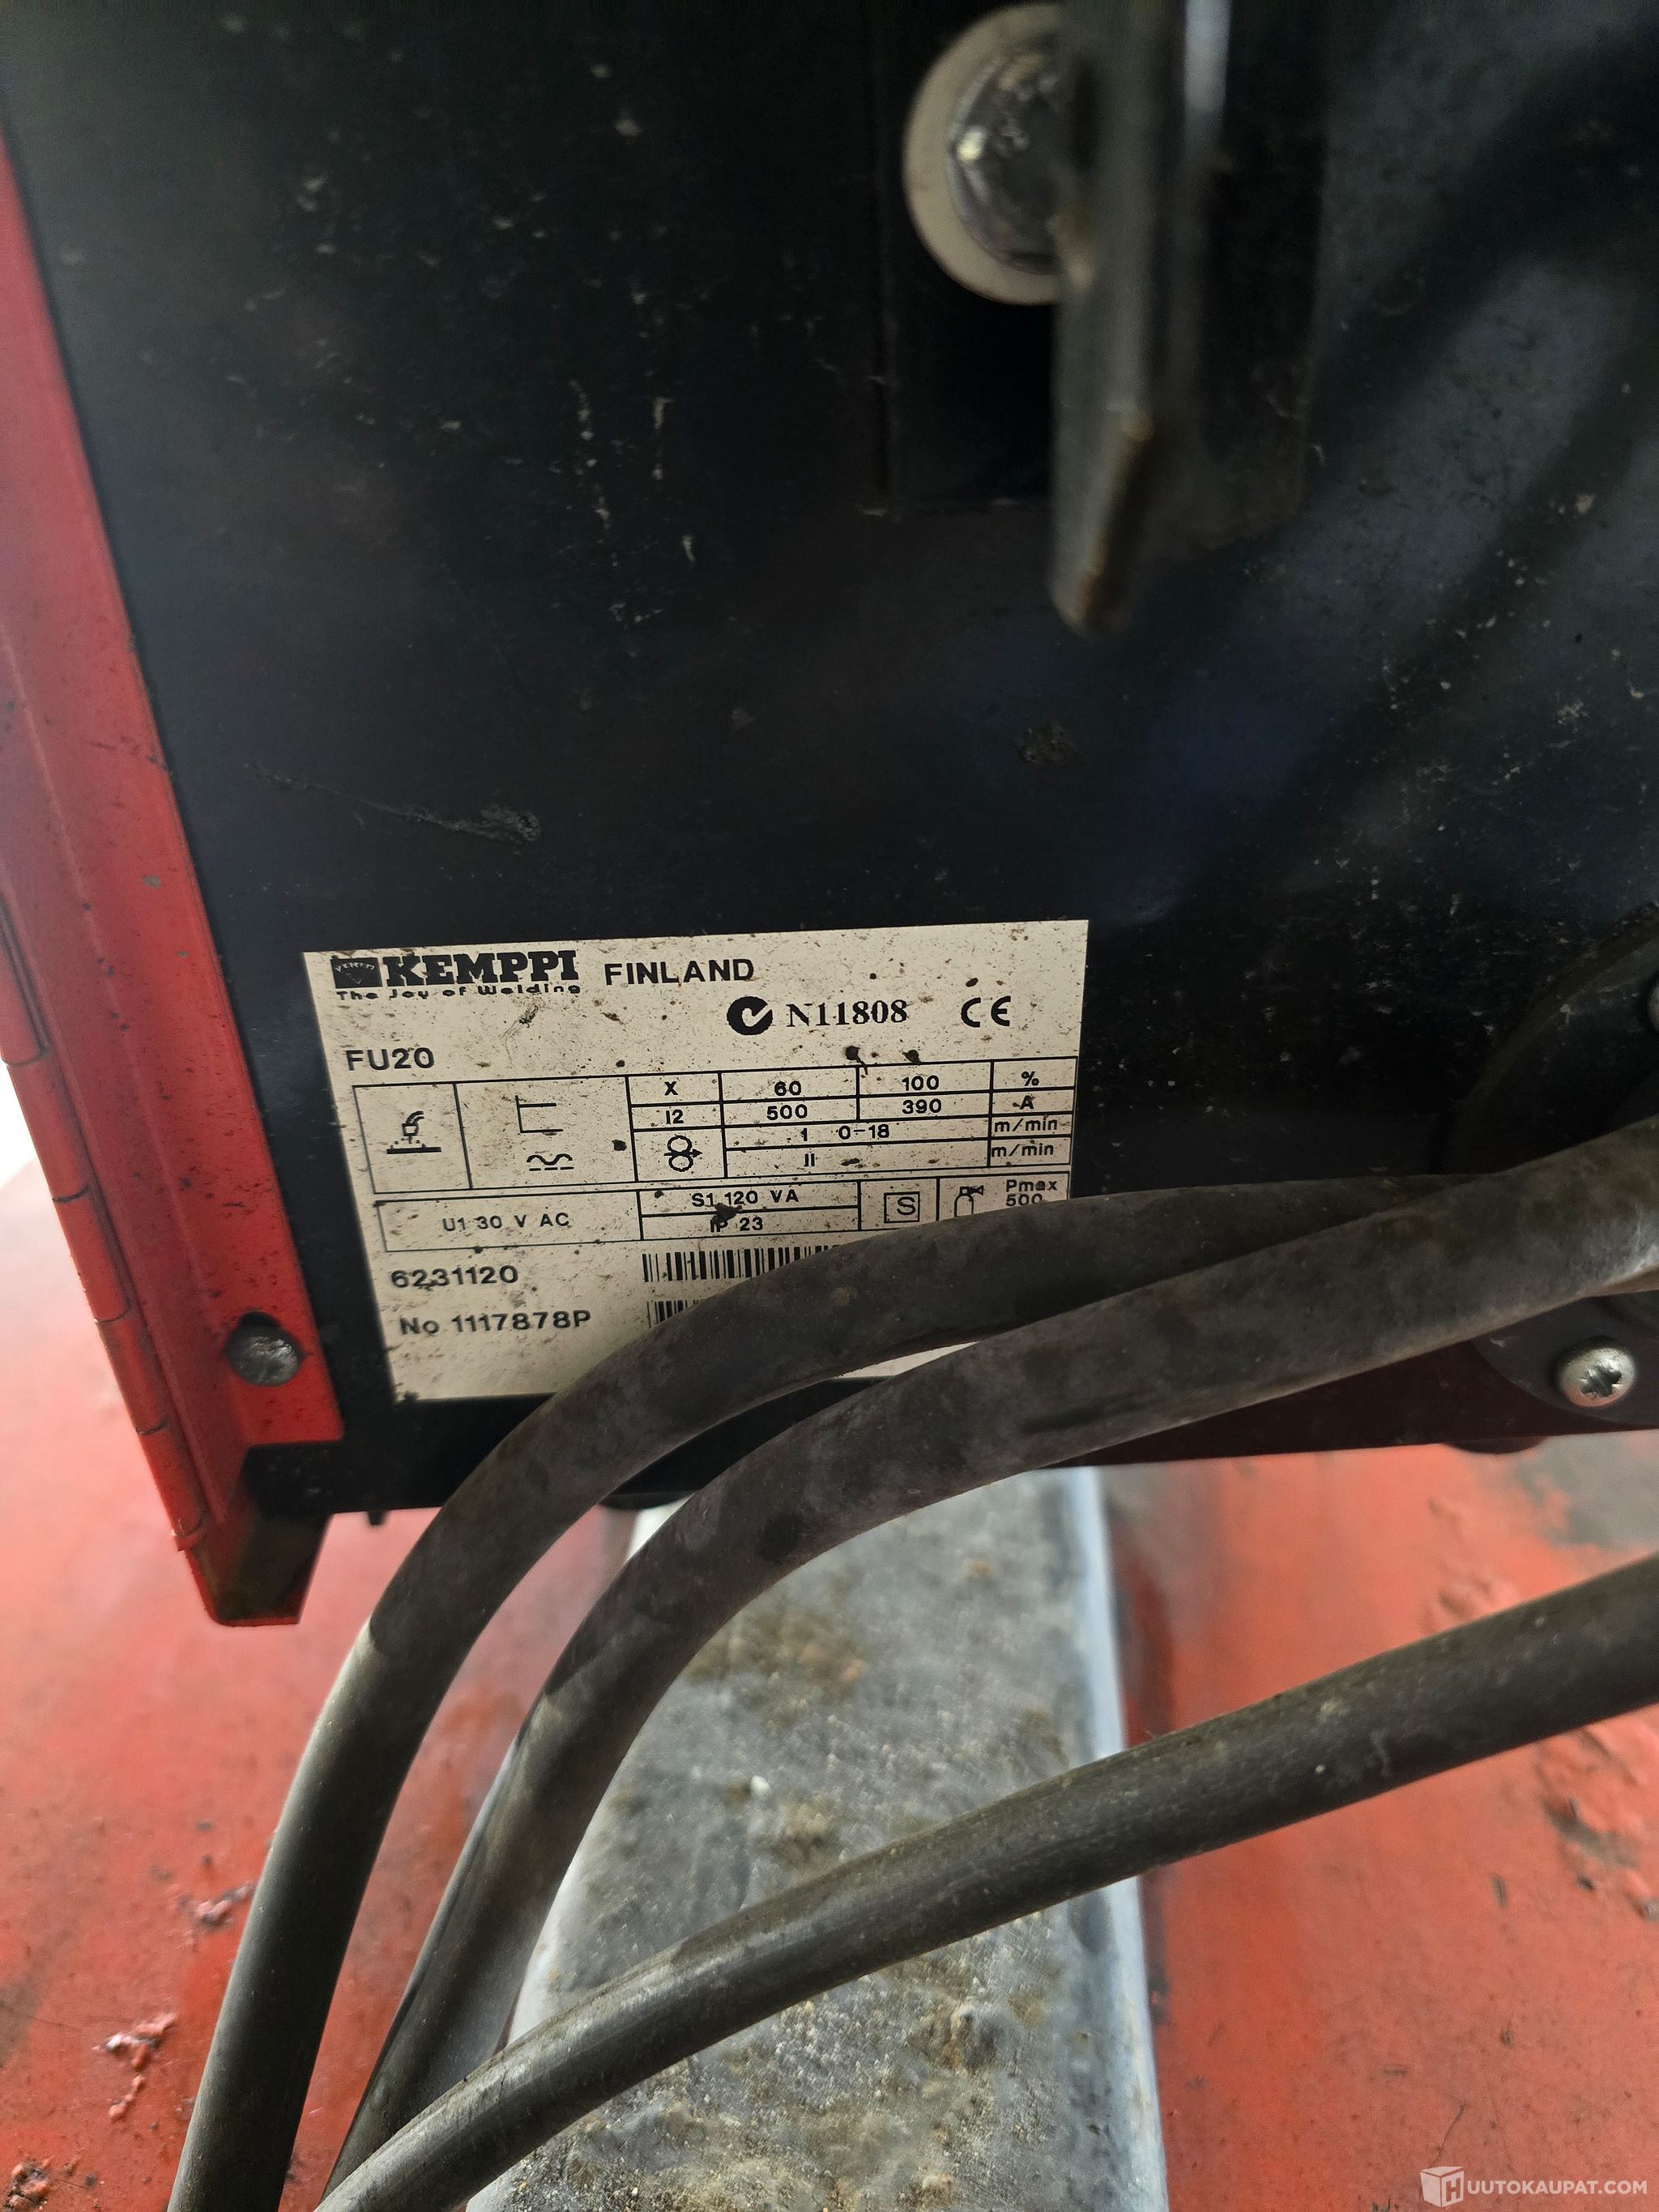 KEMPPI FINLAND
The Joy of Welding
N11808 CE
FU20
X 60 100 %
I2 500 390 A
I 0-18 m/min
II m/min
U1 30 V AC
S1 120 VA
IP 23
S
Pmax
500
6231120
No 1117878P
HUUTOKAUPAT.COM